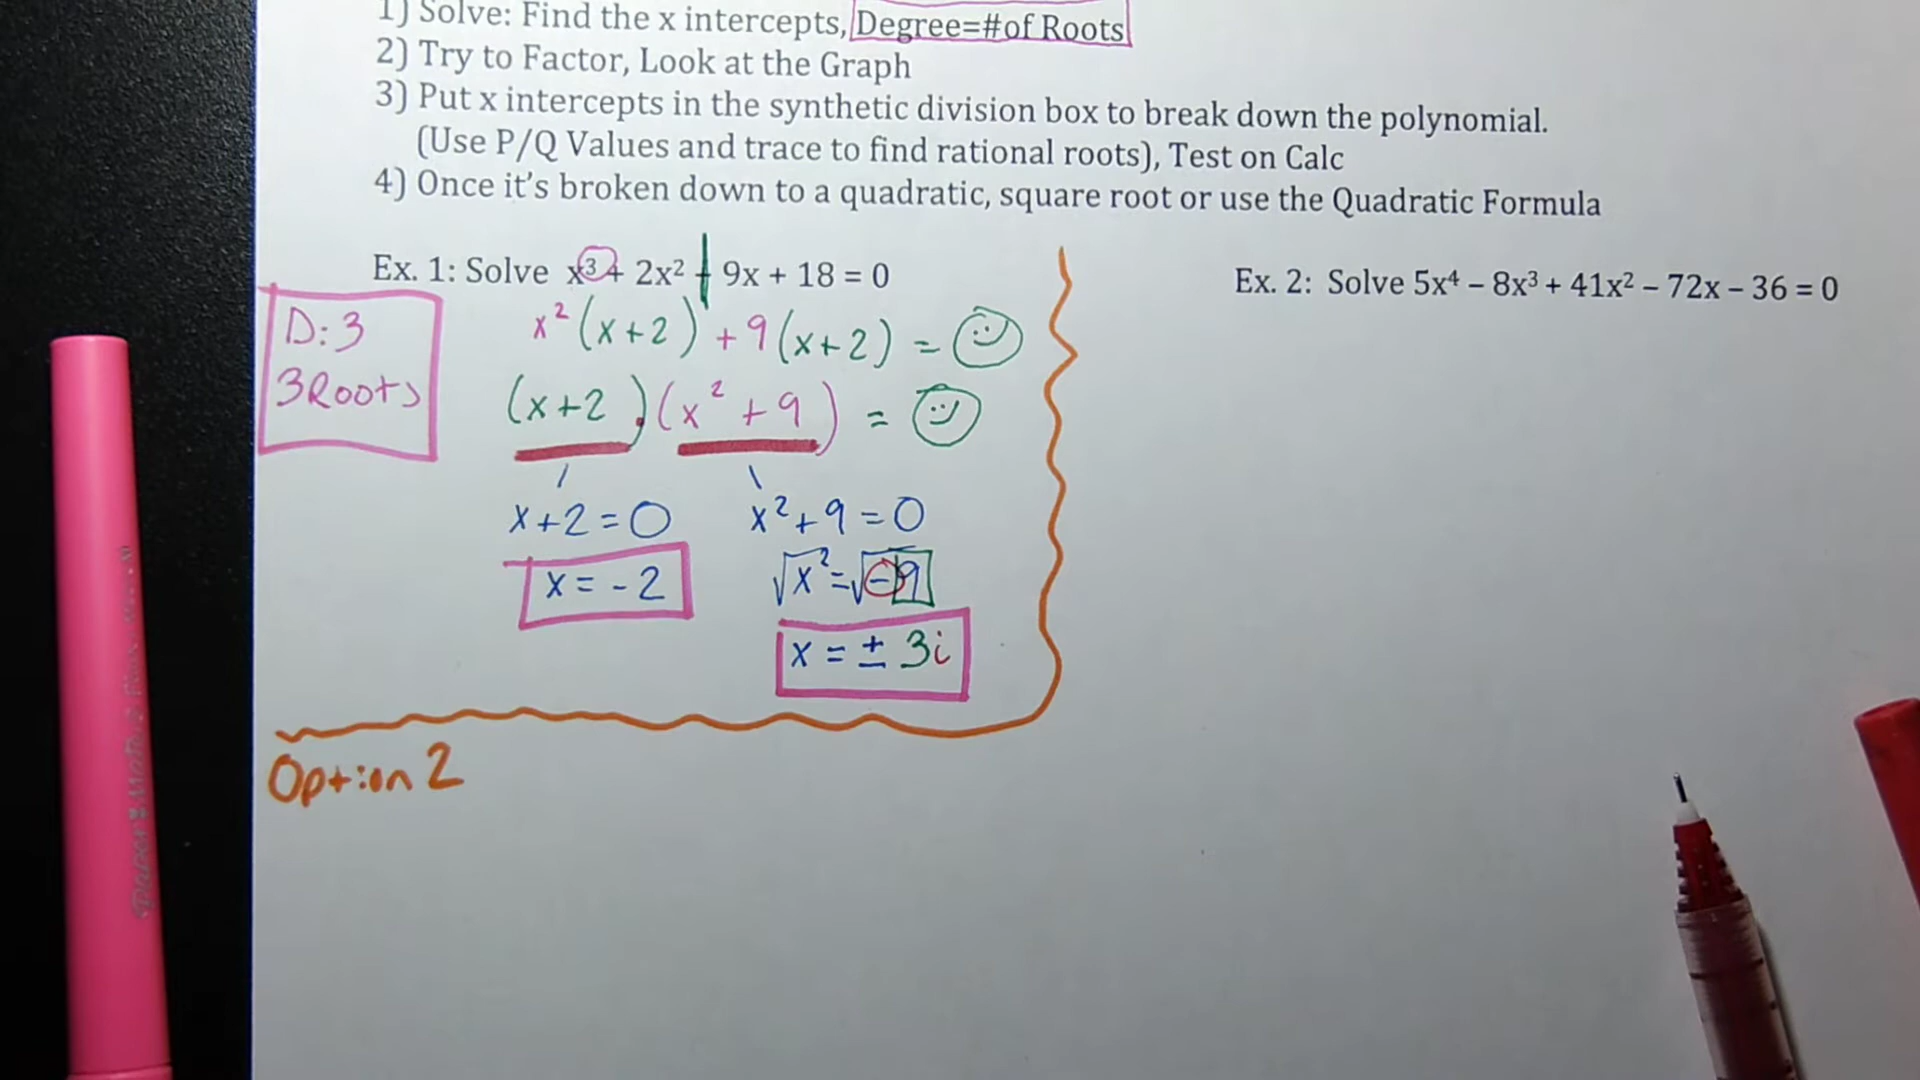 1) Solve: Find the x intercepts, Degree=#of Roots
2) Try to Factor, Look at the Graph
3) Put x intercepts in the synthetic division box to break down the polynomial.
(Use P/Q Values and trace to find rational roots), Test on Calc
4) Once it's broken down to a quadratic, square root or use the Quadratic Formula
Ex. 1: Solve x³ + 2x² + 9x + 18 = 0
D: 3
3 Roots
x²(x+2) + 9(x+2) =
(x+2)(x² + 9) =
x+2=0 x²+9=0
x = -2 √x² = √-9
x = ± 3i
Option 2
Ex. 2: Solve 5x⁴ – 8x³ + 41x² – 72x – 36 = 0